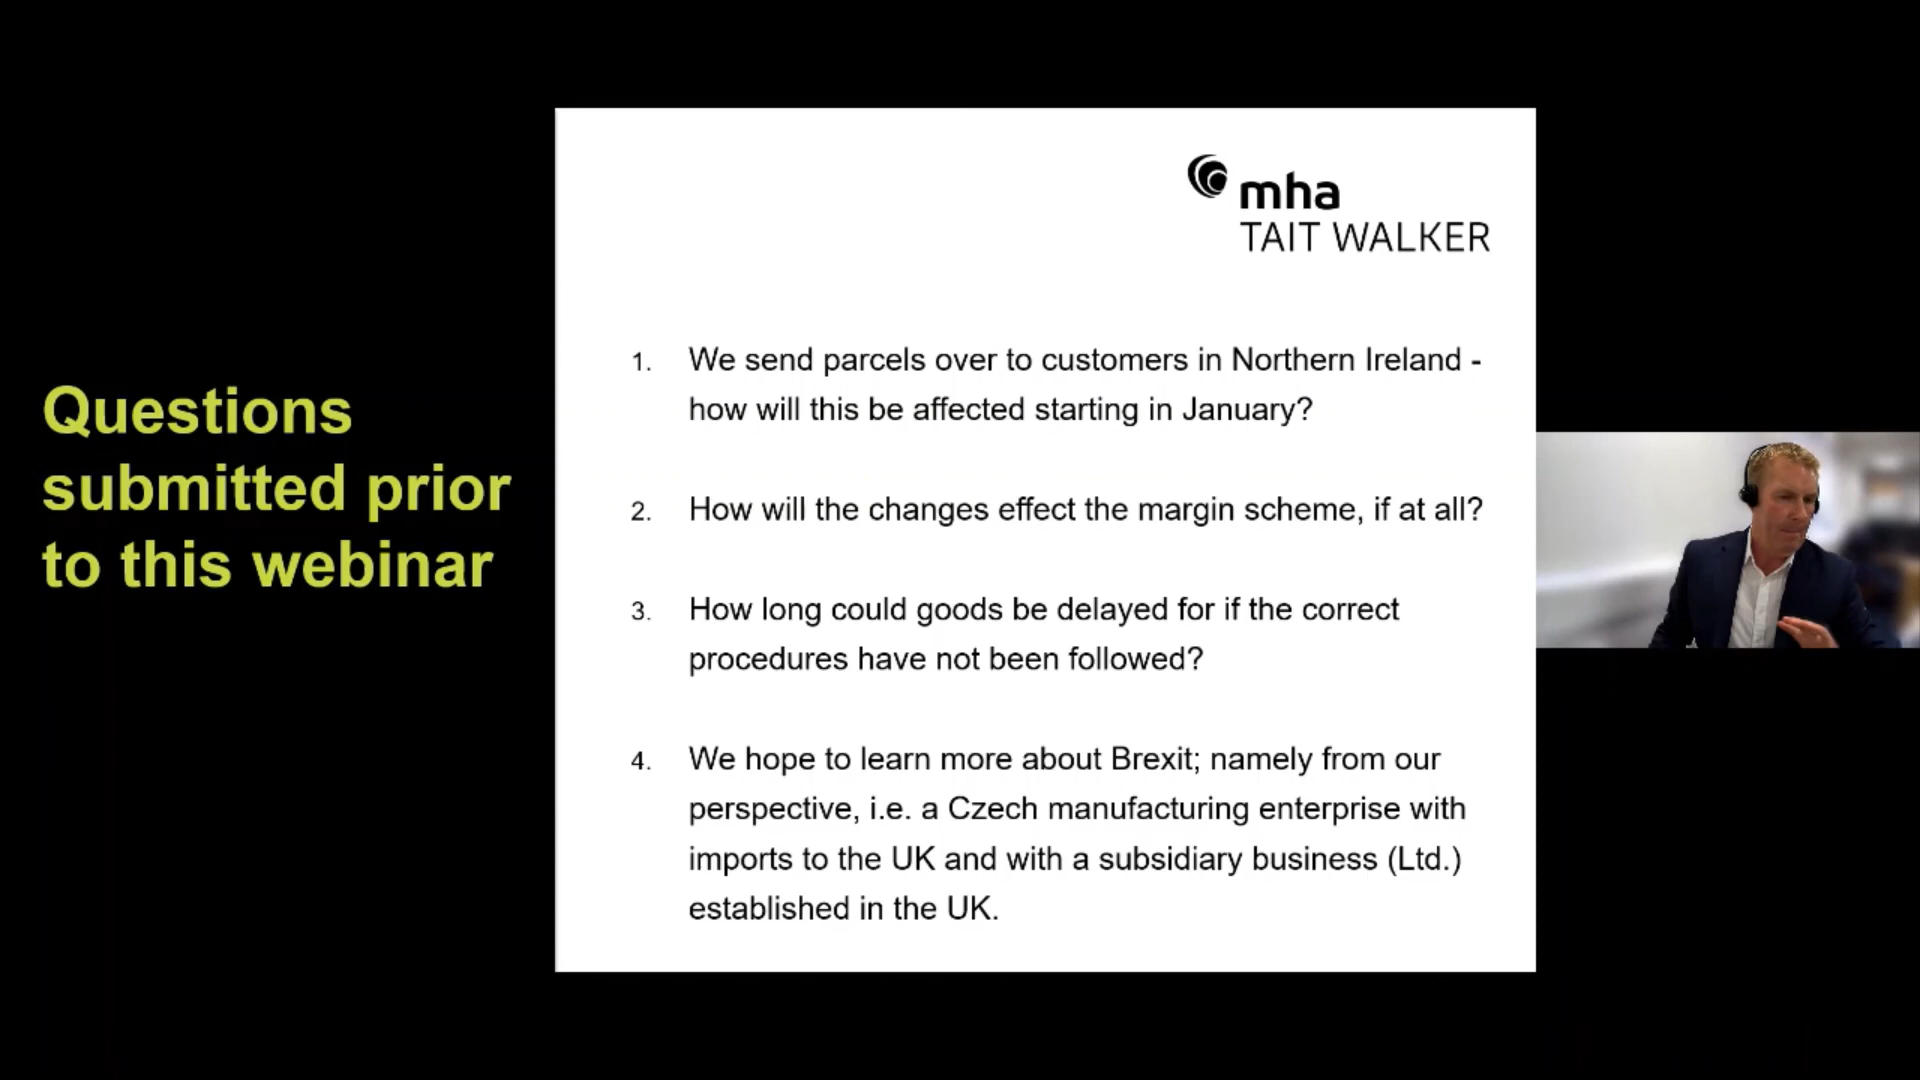 Questions
submitted prior
to this webinar
mha
TAIT WALKER
1. We send parcels over to customers in Northern Ireland -
how will this be affected starting in January?
2. How will the changes effect the margin scheme, if at all?
3. How long could goods be delayed for if the correct
procedures have not been followed?
4. We hope to learn more about Brexit; namely from our
perspective, i.e. a Czech manufacturing enterprise with
imports to the UK and with a subsidiary business (Ltd.)
established in the UK.